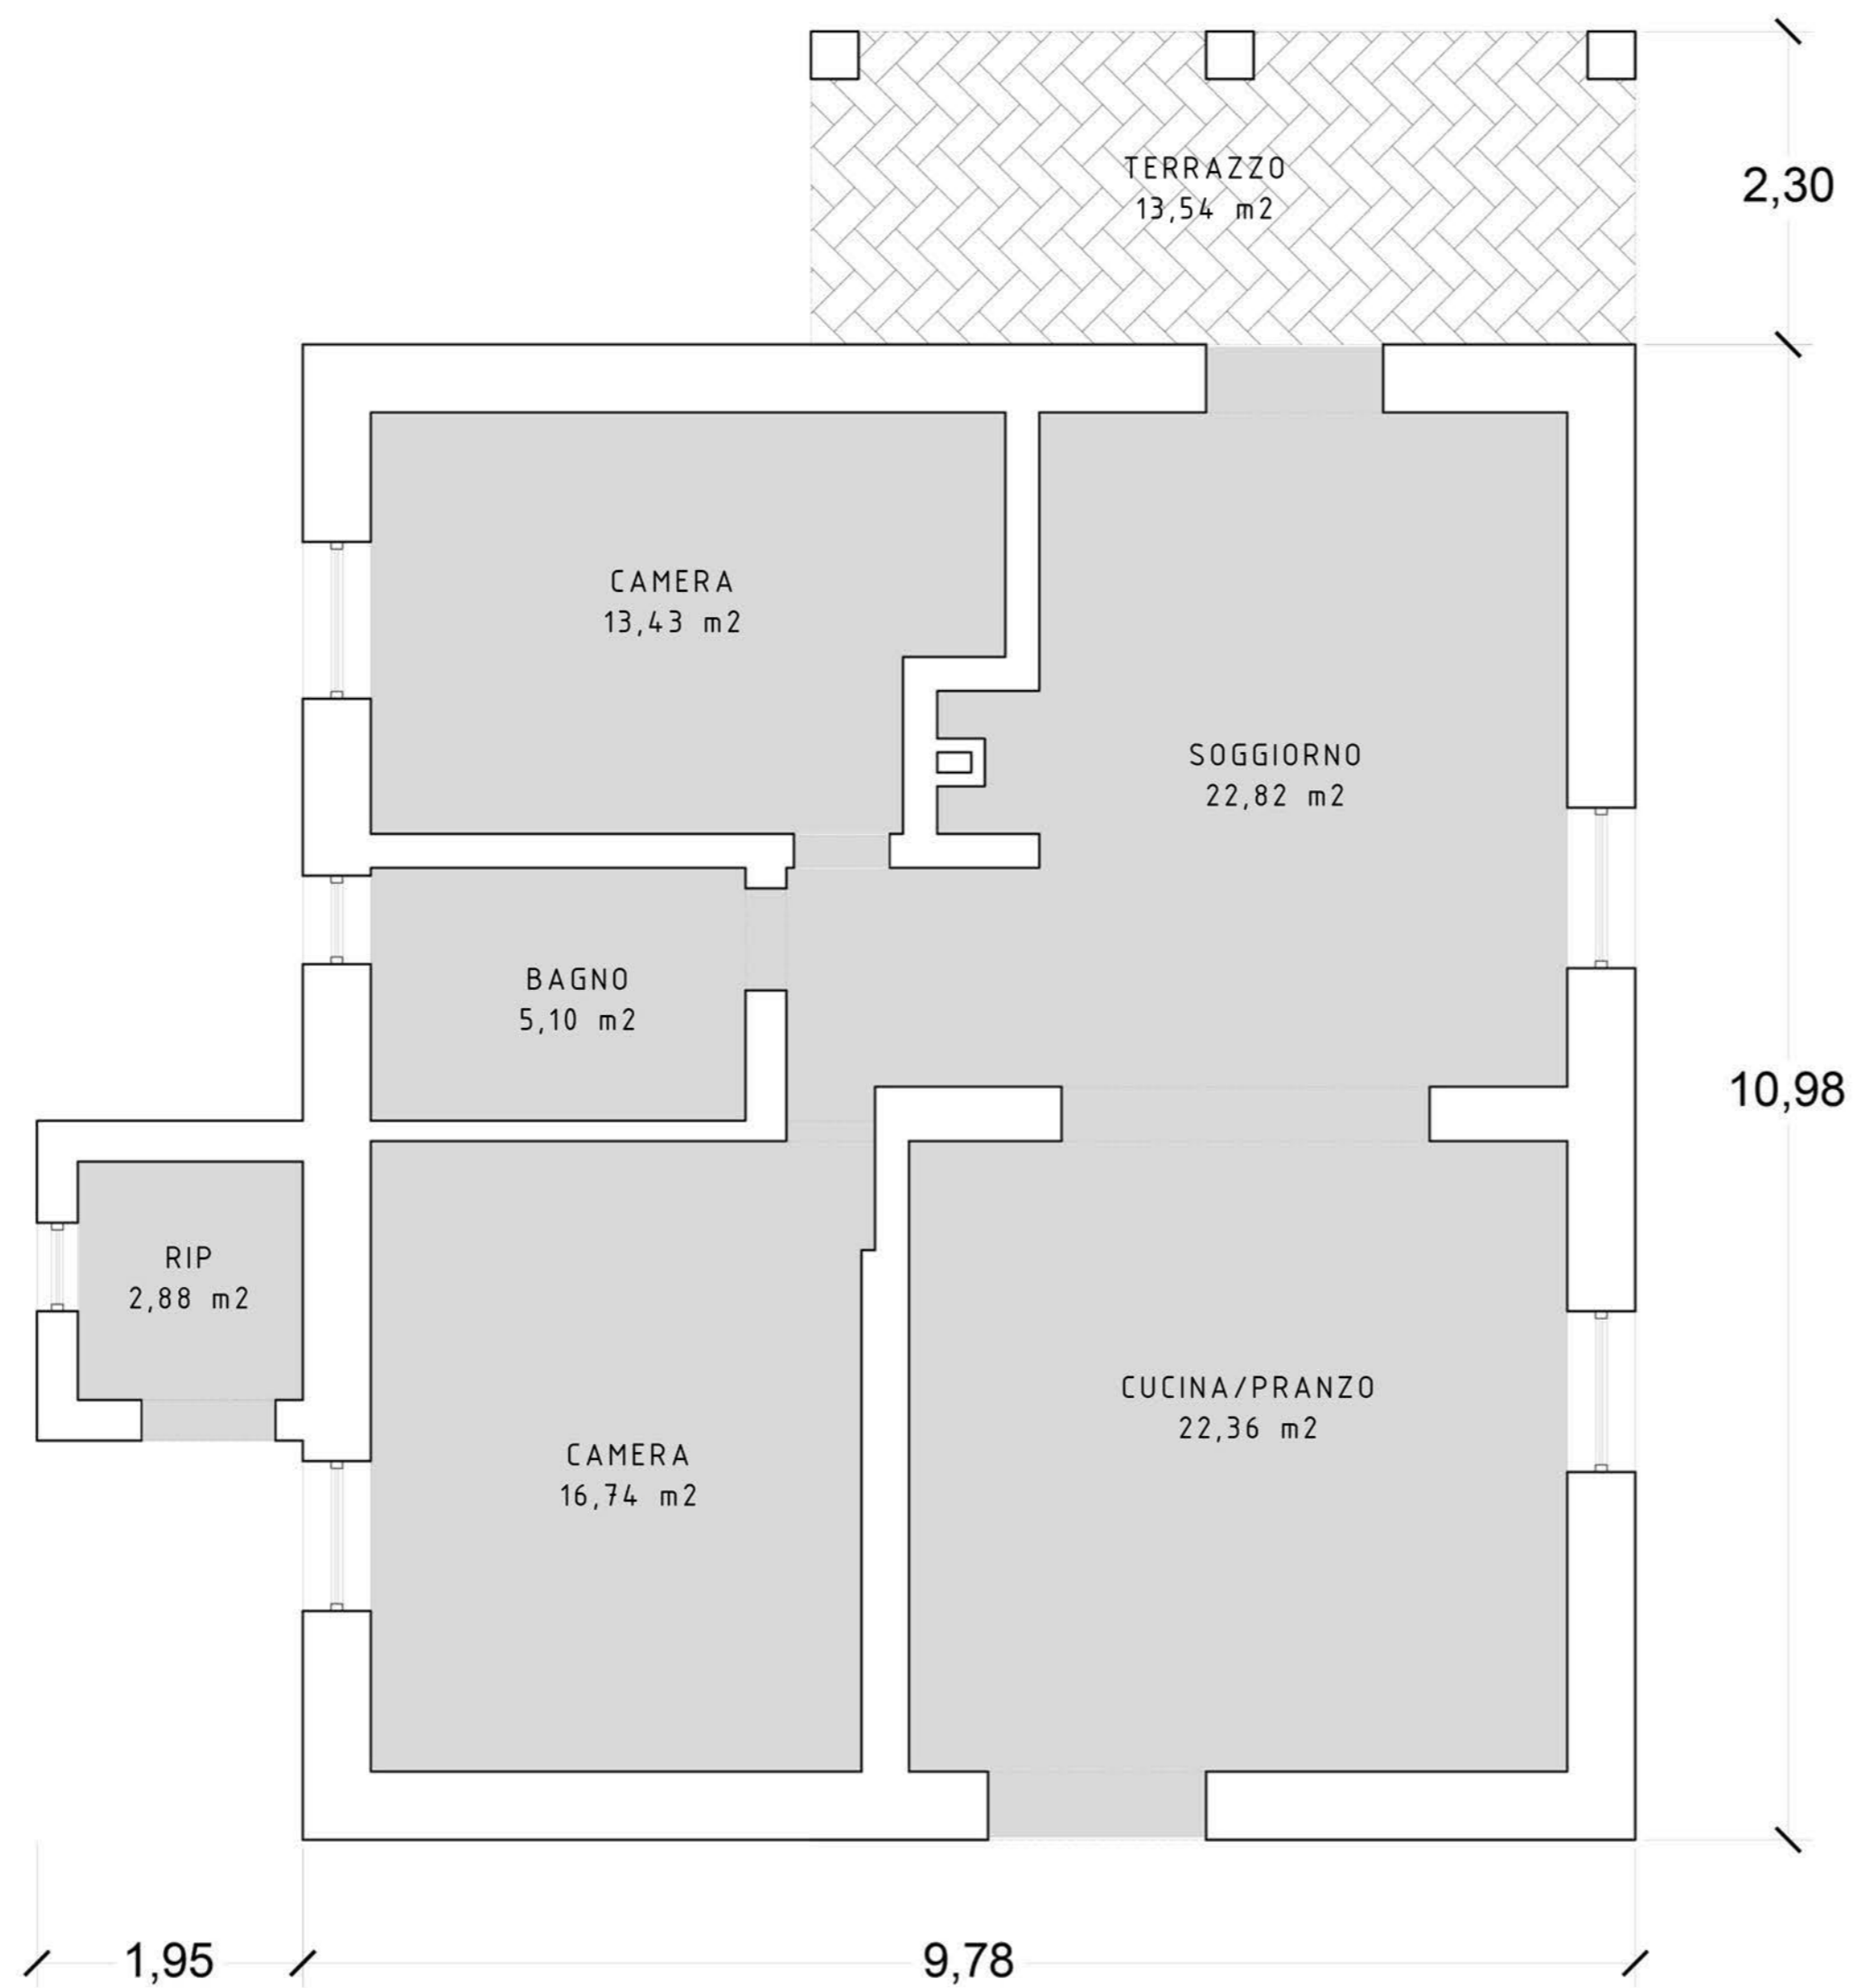 TERRAZZO
13,54 m2
2,30
CAMERA
13,43 m2
SOGGIORNO
22,82 m2
BAGNO
5,10 m2
10,98
RIP
2,88 m2
CUCINA/PRANZO
22,36 m2
CAMERA
16,74 m2
1,95
9,78